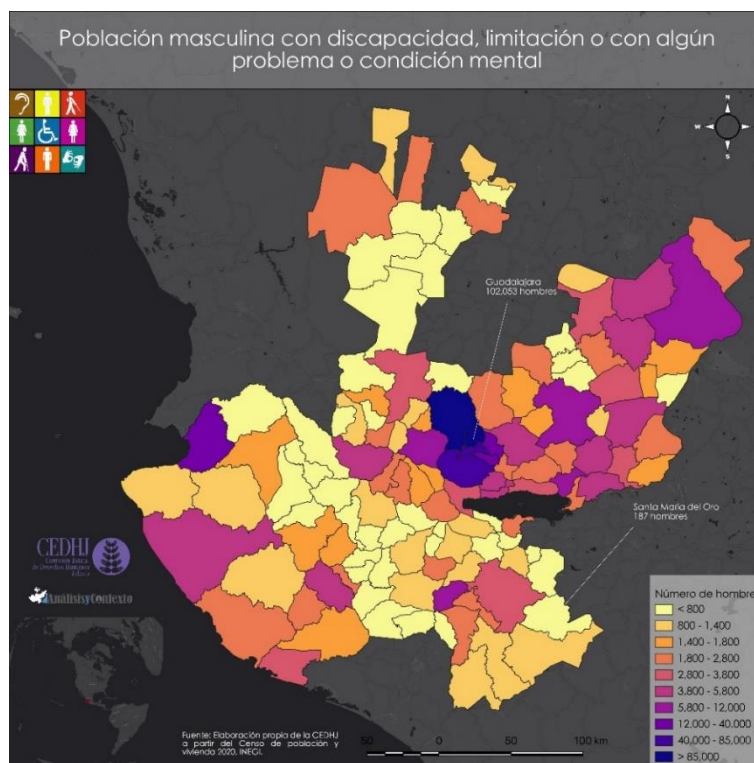 Población masculina con discapacidad, limitación o con algún
problema o condición mental
N
W
E
S
Guadalajara
102,053 hombres
Santa María del Oro
187 hombres
CEDHJ
AnálisisyContexto
Número de hombre
< 800
800 - 1,400
1,400 - 1,800
1,800 - 2,800
2,800 - 3,800
3,800 - 5,800
5,800 - 12,000
12,000 - 40,000
40,000 - 85,000
> 85,000
Fuente: Elaboración propia de la CEDHJ
a partir del Censo de población y
vivienda 2020, INEGI.
50 0 50 100 km